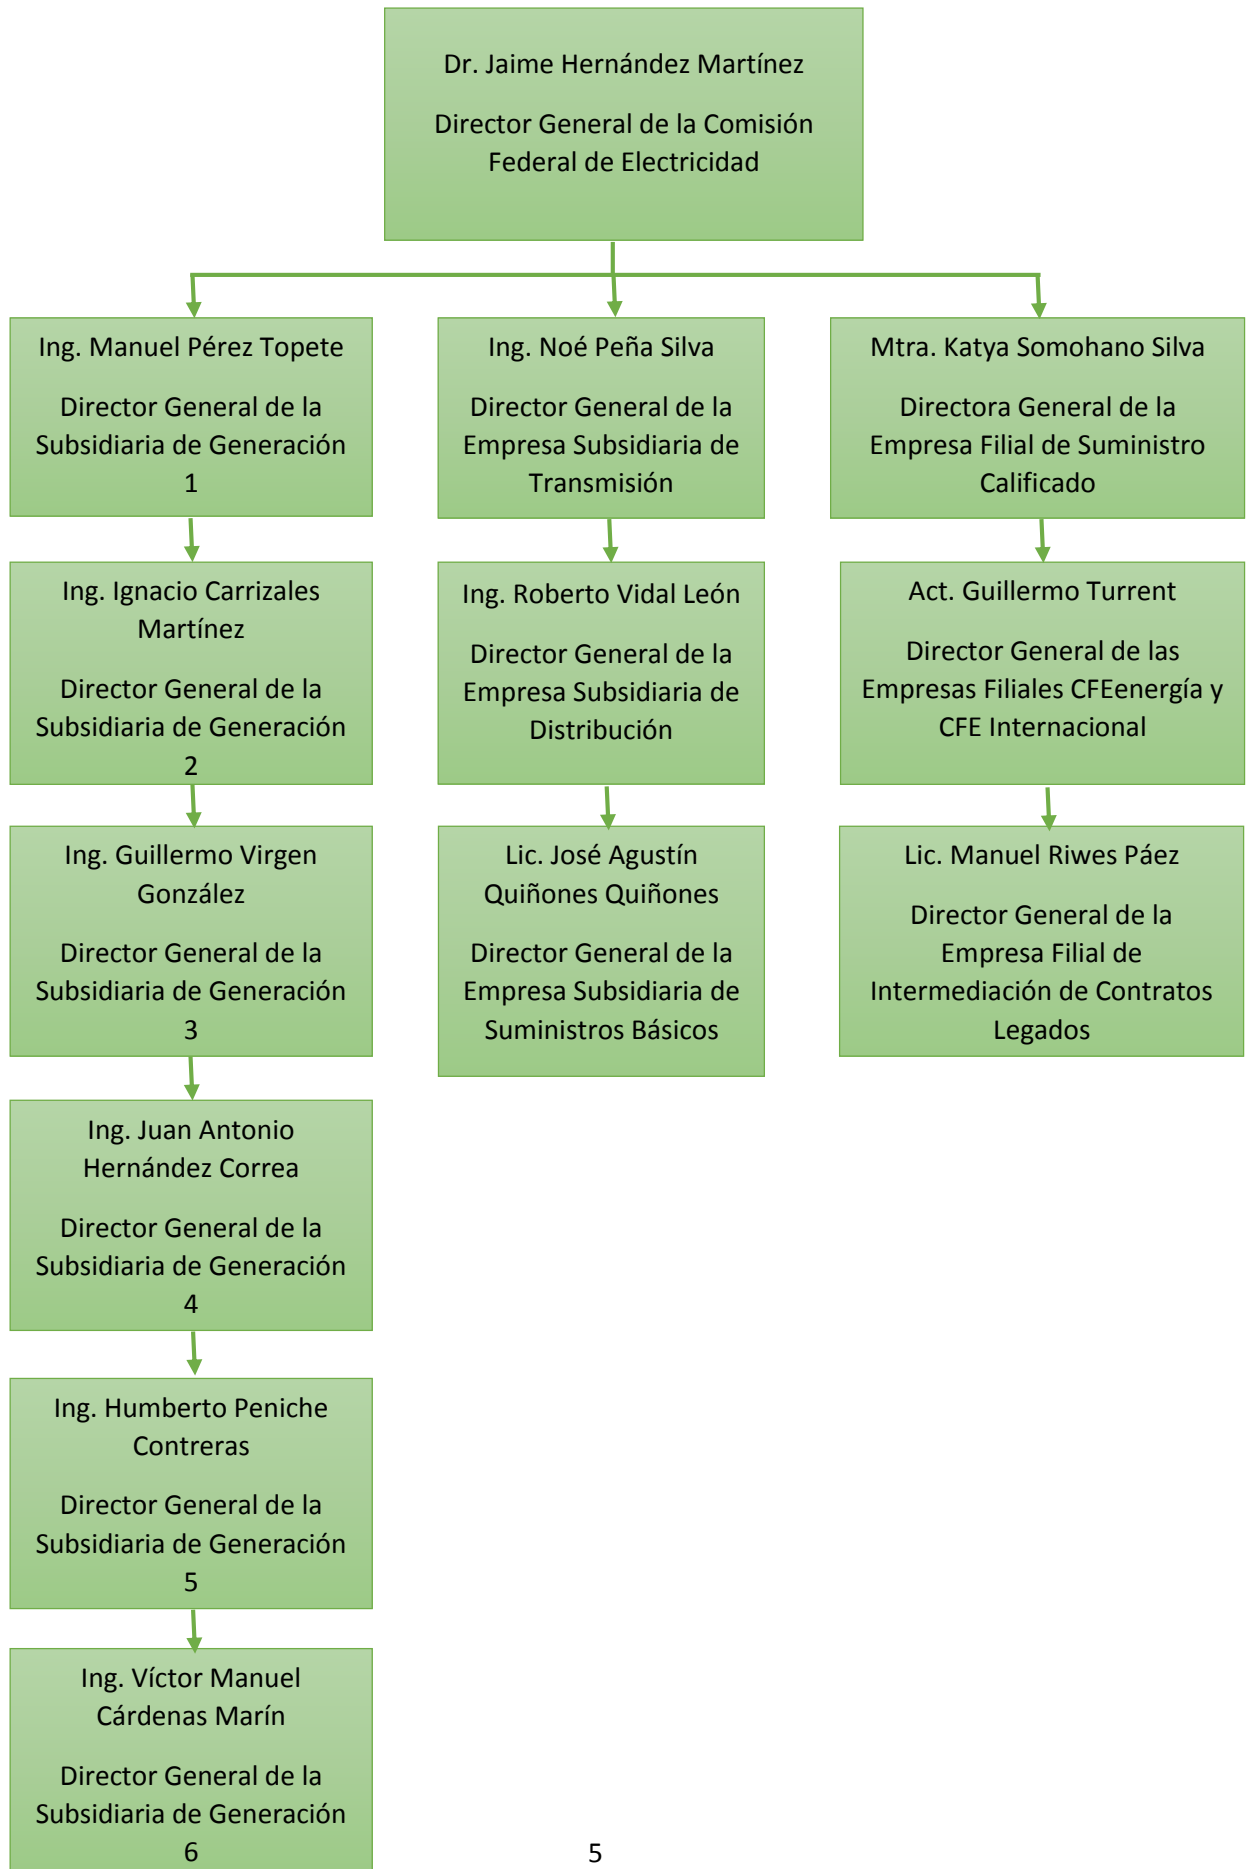 Dr. Jaime Hernández Martínez
Director General de la Comisión
Federal de Electricidad
Ing. Manuel Pérez Topete
Director General de la
Subsidiaria de Generación
1
Ing. Ignacio Carrizales
Martínez
Director General de la
Subsidiaria de Generación
2
Ing. Guillermo Virgen
González
Director General de la
Subsidiaria de Generación
3
Ing. Juan Antonio
Hernández Correa
Director General de la
Subsidiaria de Generación
4
Ing. Humberto Peniche
Contreras
Director General de la
Subsidiaria de Generación
5
Ing. Víctor Manuel
Cárdenas Marín
Director General de la
Subsidiaria de Generación
6
Ing. Noé Peña Silva
Director General de la
Empresa Subsidiaria de
Transmisión
Ing. Roberto Vidal León
Director General de la
Empresa Subsidiaria de
Distribución
Lic. José Agustín
Quiñones Quiñones
Director General de la
Empresa Subsidiaria de
Suministros Básicos
Mtra. Katya Somohano Silva
Directora General de la
Empresa Filial de Suministro
Calificado
Act. Guillermo Turrent
Director General de las
Empresas Filiales CFEenergía y
CFE Internacional
Lic. Manuel Riwes Páez
Director General de la
Empresa Filial de
Intermediación de Contratos
Legados
5